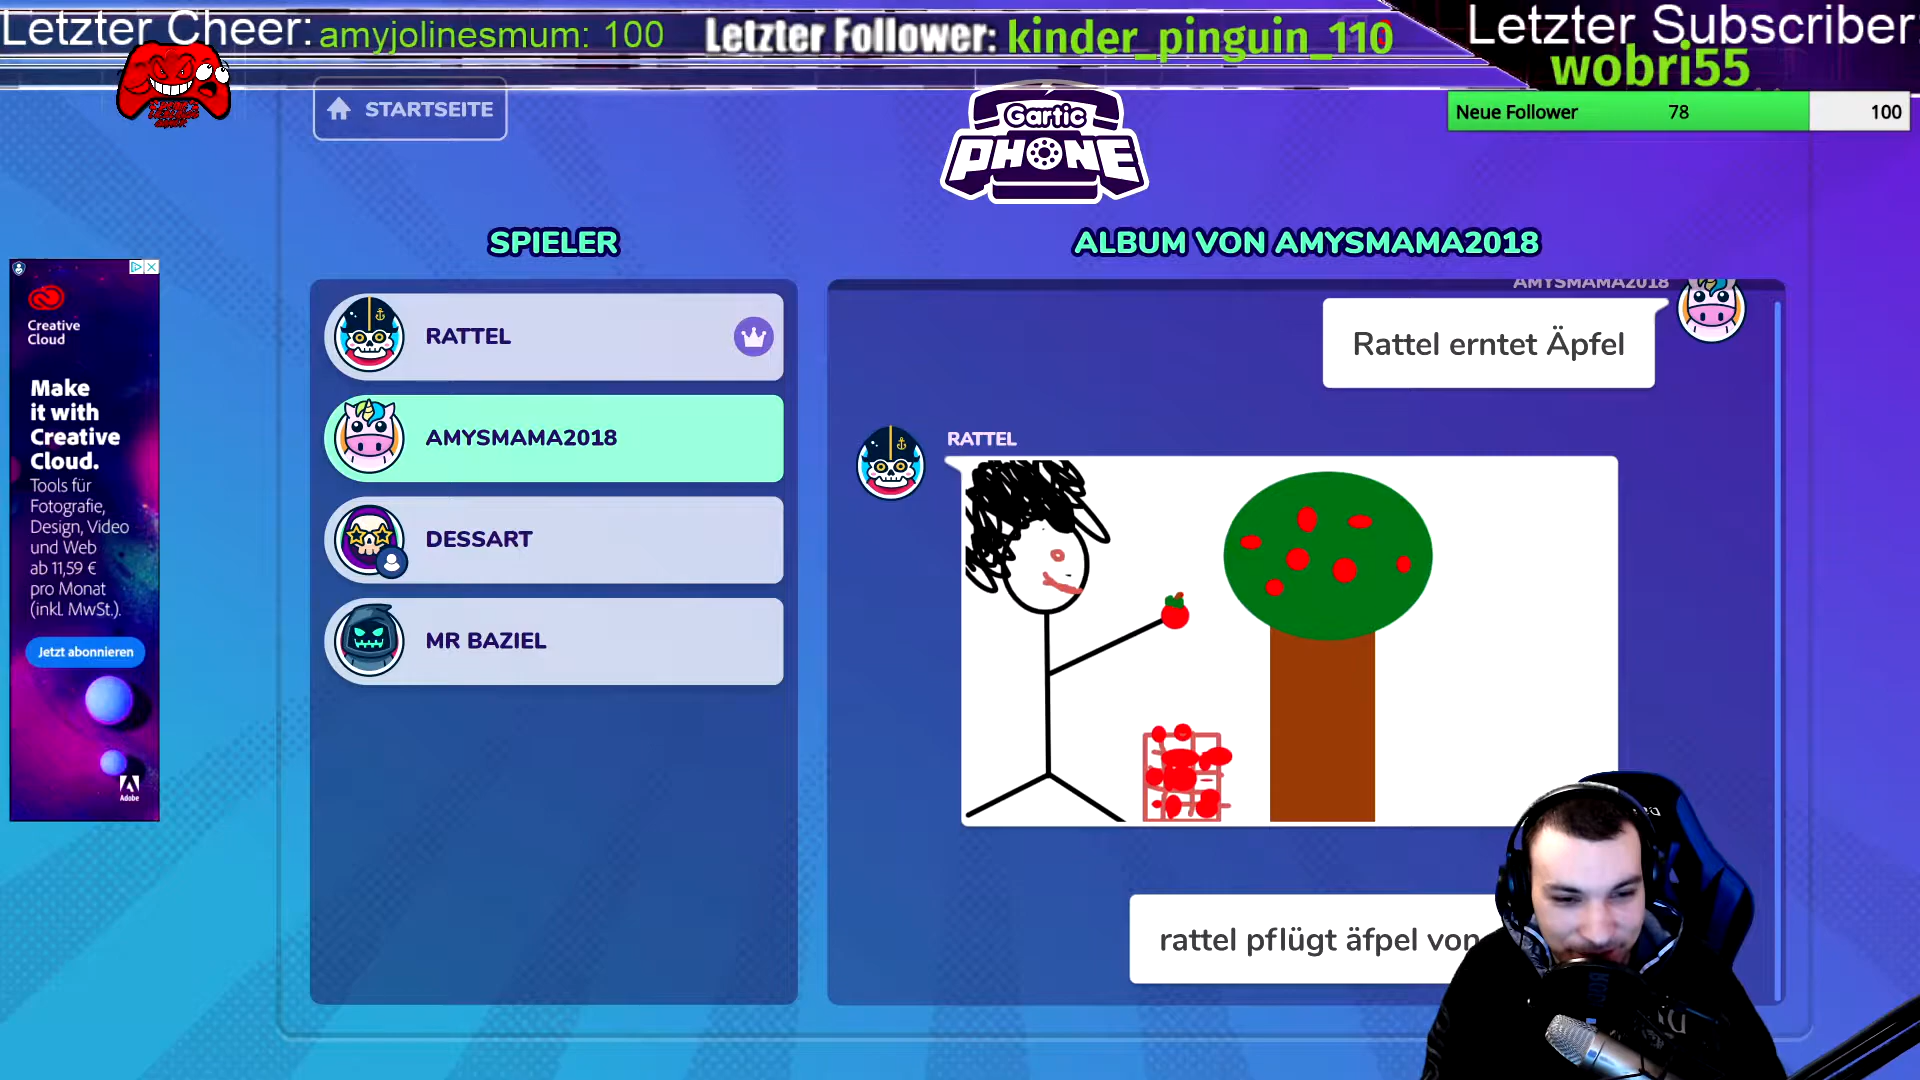 Letzter Cheer: amyjolinesmum: 100
Letzter Follower: kinder_pinguin_110
Letzter Subscriber:
wobri55
Neue Follower 78 100
STARTSEITE
Gartic
PHONE
SPIELER
ALBUM VON AMYSMAMA2018
RATTEL
AMYSMAMA2018
DESSART
MR BAZIEL
AMYSMAMA2018
Rattel erntet Äpfel
RATTEL
rattel pflügt äfpel von
Creative
Cloud
Make
it with
Creative
Cloud.
Tools für
Fotografie,
Design, Video
und Web
ab 11,59 €
pro Monat
(inkl. MwSt.).
Jetzt abonnieren
Adobe